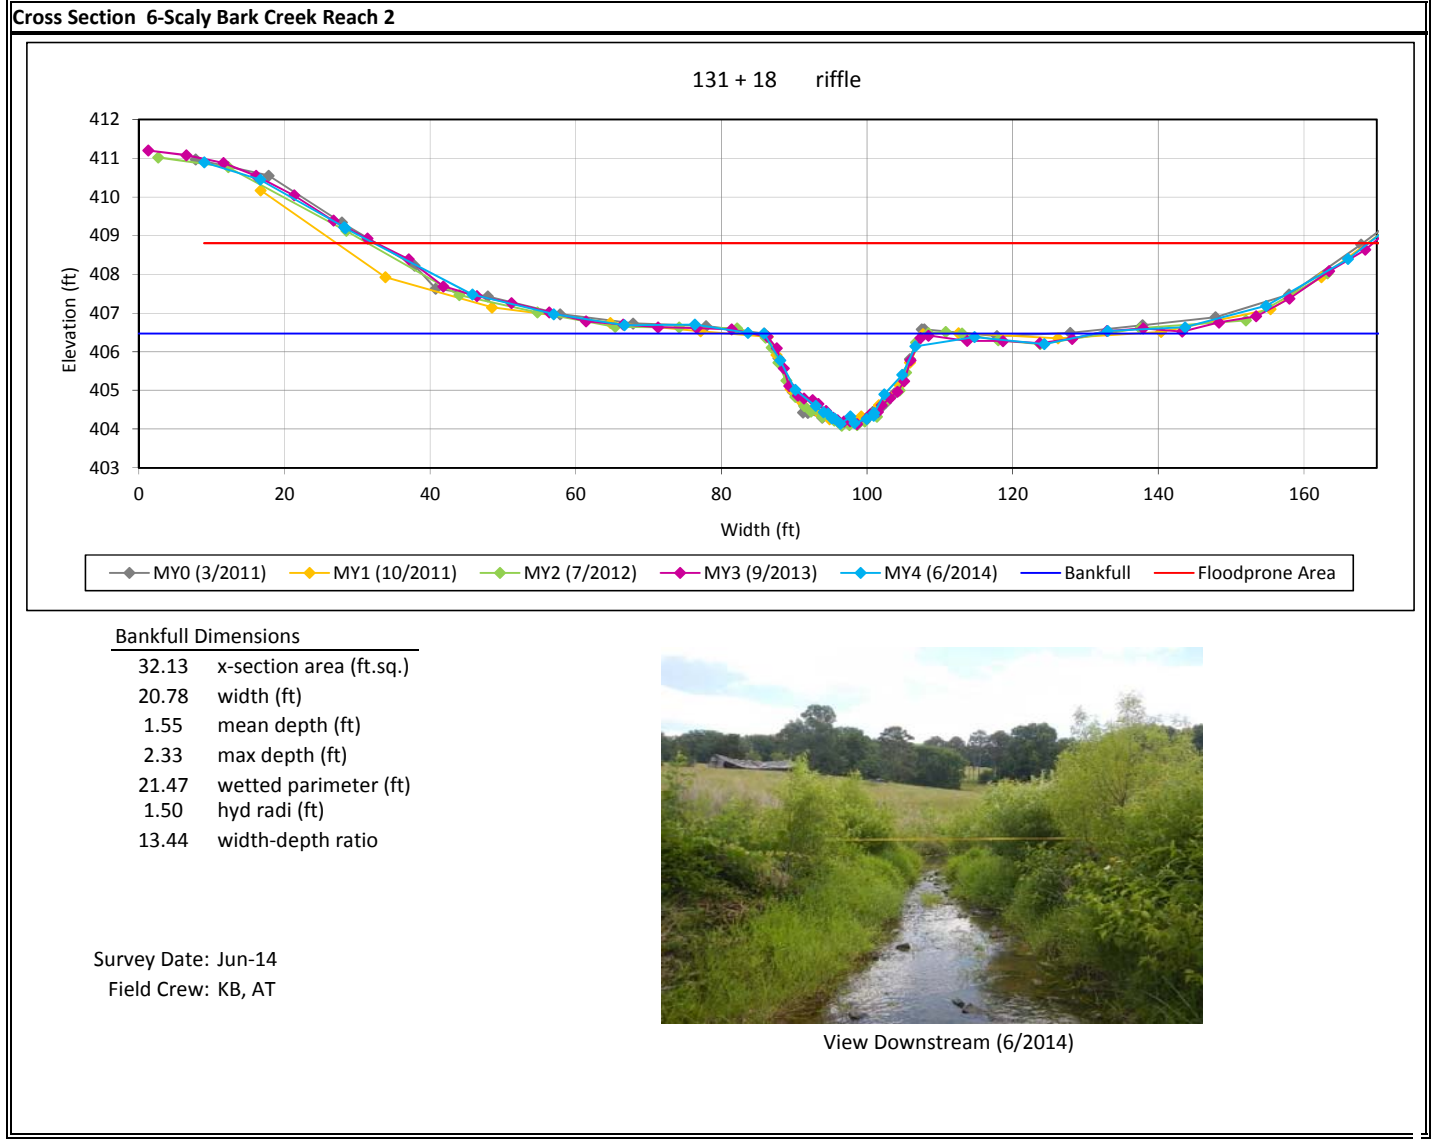 Cross Section 6-Scaly Bark Creek Reach 2
131 + 18 riffle
412
411
410
409
408
407
406
405
404
403
Elevation (ft)
0 20 40 60 80 100 120 140 160
Width (ft)
MY0 (3/2011) MY1 (10/2011) MY2 (7/2012) MY3 (9/2013) MY4 (6/2014) Bankfull Floodprone Area
Bankfull Dimensions
32.13 x-section area (ft.sq.)
20.78 width (ft)
1.55 mean depth (ft)
2.33 max depth (ft)
21.47 wetted parimeter (ft)
1.50 hyd radi (ft)
13.44 width-depth ratio
Survey Date: Jun-14
Field Crew: KB, AT
View Downstream (6/2014)